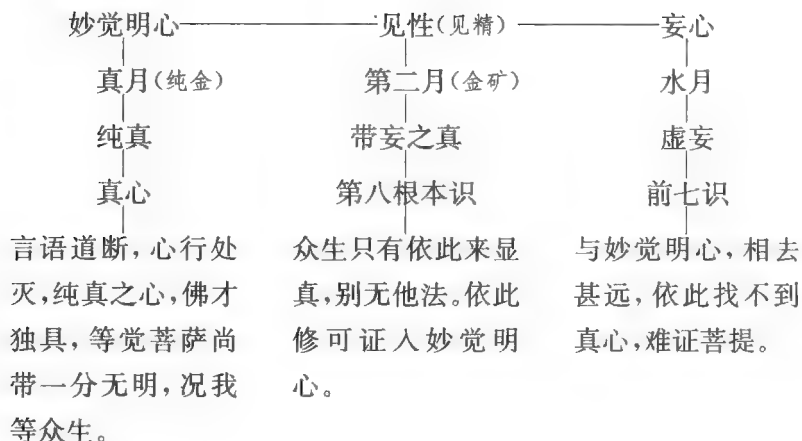 妙觉明心 见性(见精) 妄心
真月(纯金) 第二月(金矿) 水月
纯真 带妄之真 虚妄
真心 第八根本识 前七识
言语道断,心行处
灭,纯真之心,佛才
独具,等觉菩萨尚
带一分无明,况我
等众生。
众生只有依此来显
真,别无他法。依此
修可证入妙觉明
心。
与妙觉明心,相去
甚远,依此找不到
真心,难证菩提。